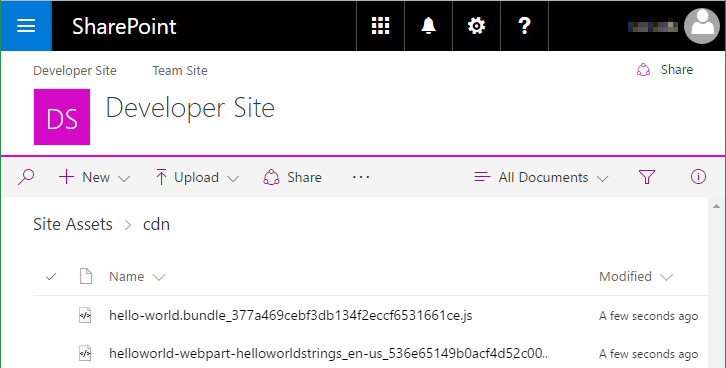 SharePoint
Developer Site Team Site Share
DS Developer Site
New Upload Share ... All Documents
Site Assets > cdn
Name Modified
hello-world.bundle_377a469cebf3db134f2eccf6531661ce.js A few seconds ago
helloworld-webpart-helloworldstrings_en-us_536e65149b0acf4d52c00... A few seconds ago